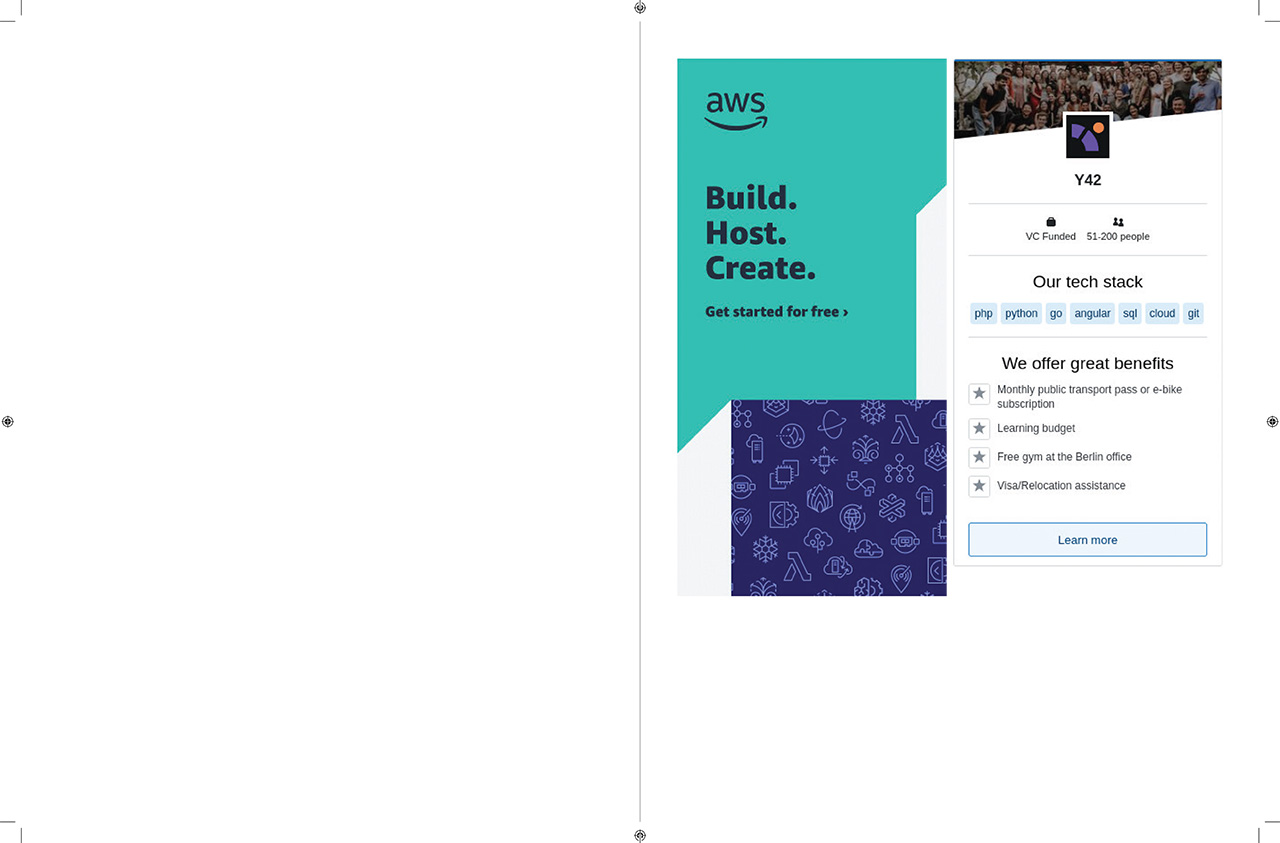 aws
Build.
Host.
Create.
Get started for free ›
Y42
VC Funded 51-200 people
Our tech stack
php python go angular sql cloud git
We offer great benefits
Monthly public transport pass or e-bike
subscription
Learning budget
Free gym at the Berlin office
Visa/Relocation assistance
Learn more